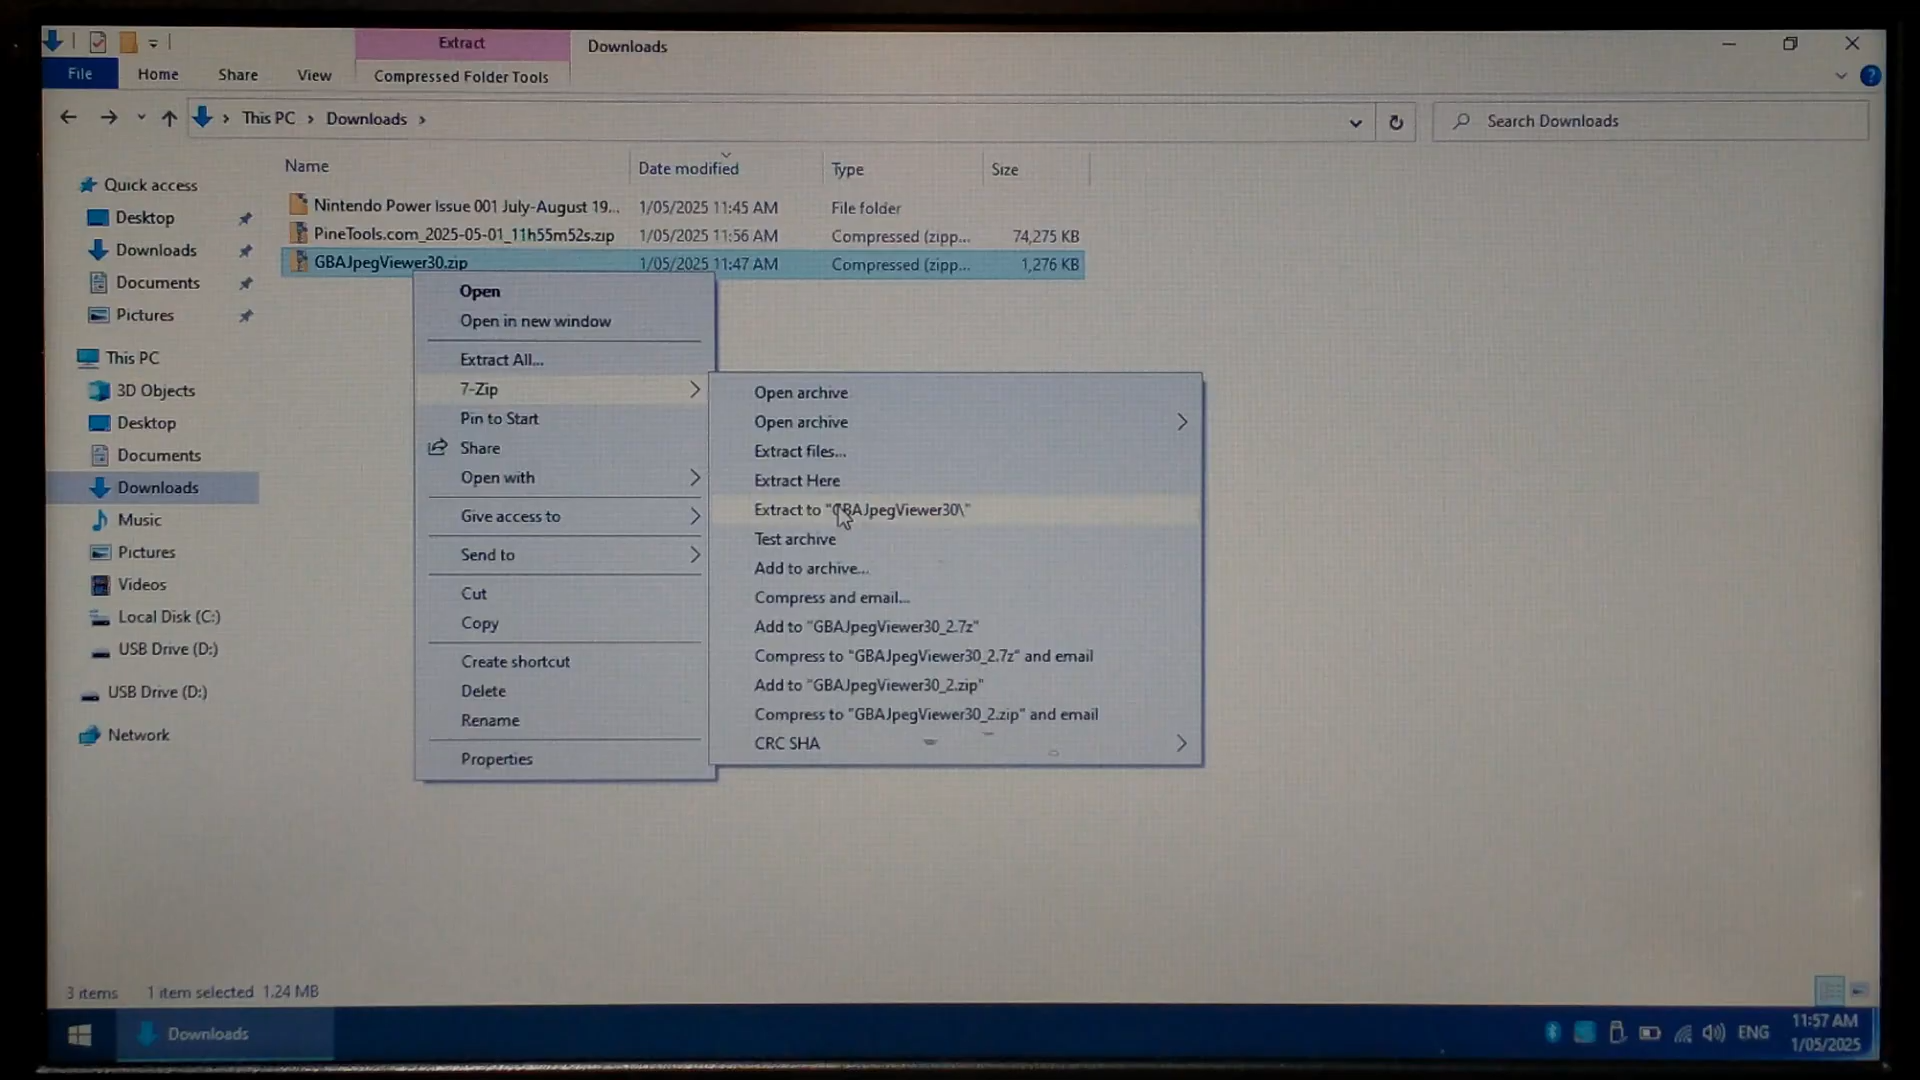 Extract
Downloads
File
Home
Share
View
Compressed Folder Tools
This PC
Downloads
Search Downloads
Name
Date modified
Type
Size
Nintendo Power Issue 001 July-August 19...
1/05/2025 11:45 AM
File folder
PineTools.com_2025-05-01_11h55m52s.zip
1/05/2025 11:56 AM
Compressed (zipp...
74,275 KB
GBAJpegViewer30.zip
1/05/2025 11:47 AM
Compressed (zipp...
1,276 KB
Quick access
Desktop
Downloads
Documents
Pictures
This PC
3D Objects
Desktop
Documents
Downloads
Music
Pictures
Videos
Local Disk (C:)
USB Drive (D:)
USB Drive (D:)
Network
Open
Open in new window
Extract All...
7-Zip
Pin to Start
Share
Open with
Give access to
Send to
Cut
Copy
Create shortcut
Delete
Rename
Properties
Open archive
Open archive
Extract files...
Extract Here
Extract to "GBAJpegViewer30\"
Test archive
Add to archive...
Compress and email...
Add to "GBAJpegViewer30_2.7z"
Compress to "GBAJpegViewer30_2.7z" and email
Add to "GBAJpegViewer30_2.zip"
Compress to "GBAJpegViewer30_2.zip" and email
CRC SHA
3 items
1 item selected 1.24 MB
Downloads
ENG
11:57 AM
1/05/2025